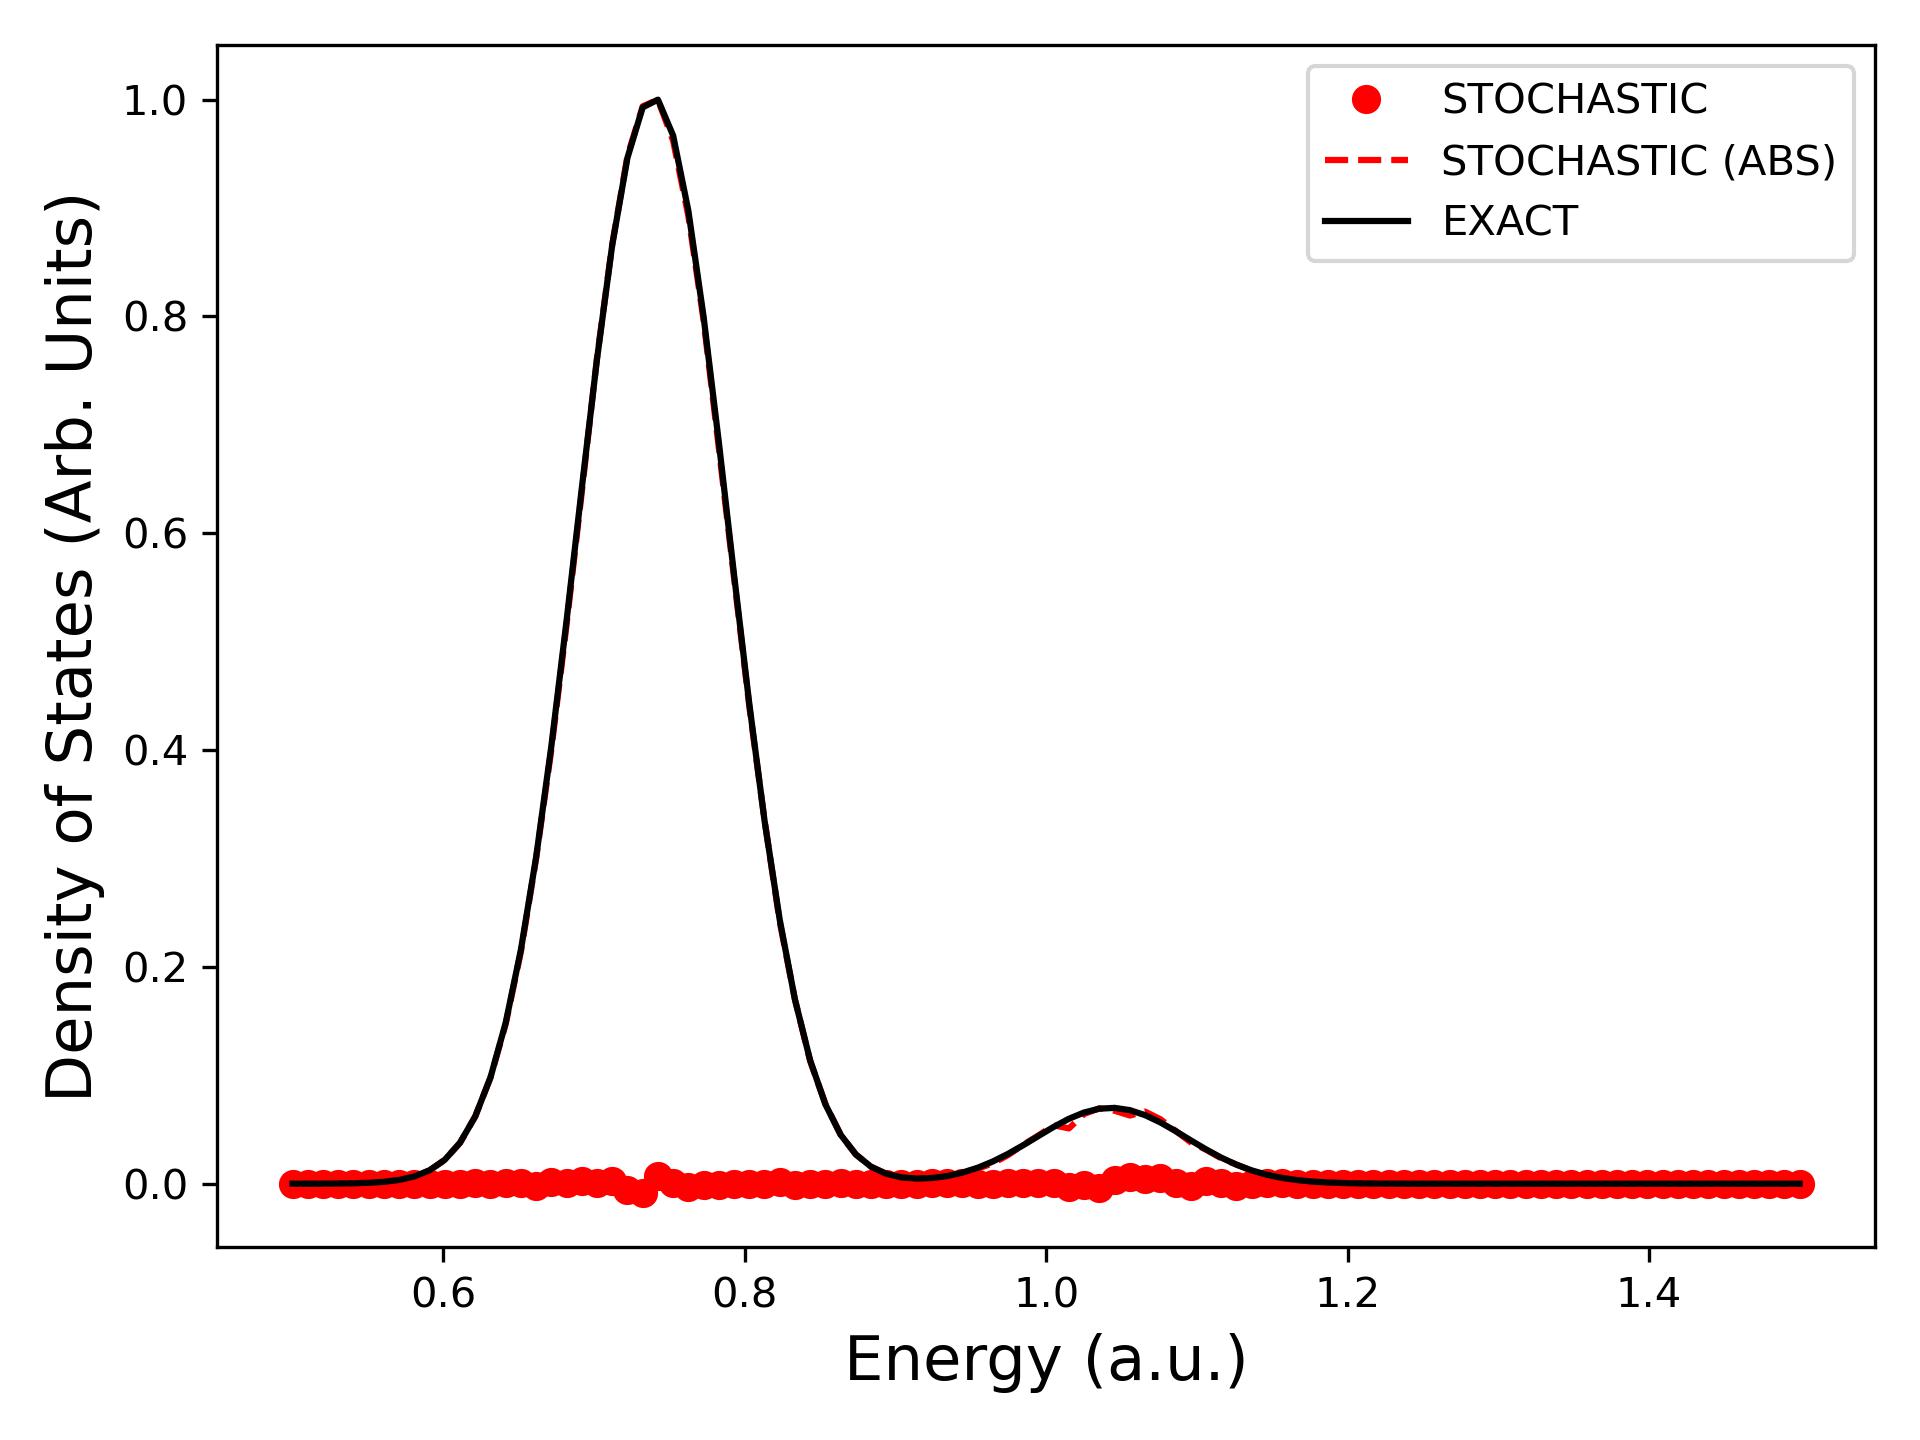 STOCHASTIC
STOCHASTIC (ABS)
EXACT
Density of States (Arb. Units)
1.0
0.8
0.6
0.4
0.2
0.0
0.6 0.8 1.0 1.2 1.4
Energy (a.u.)